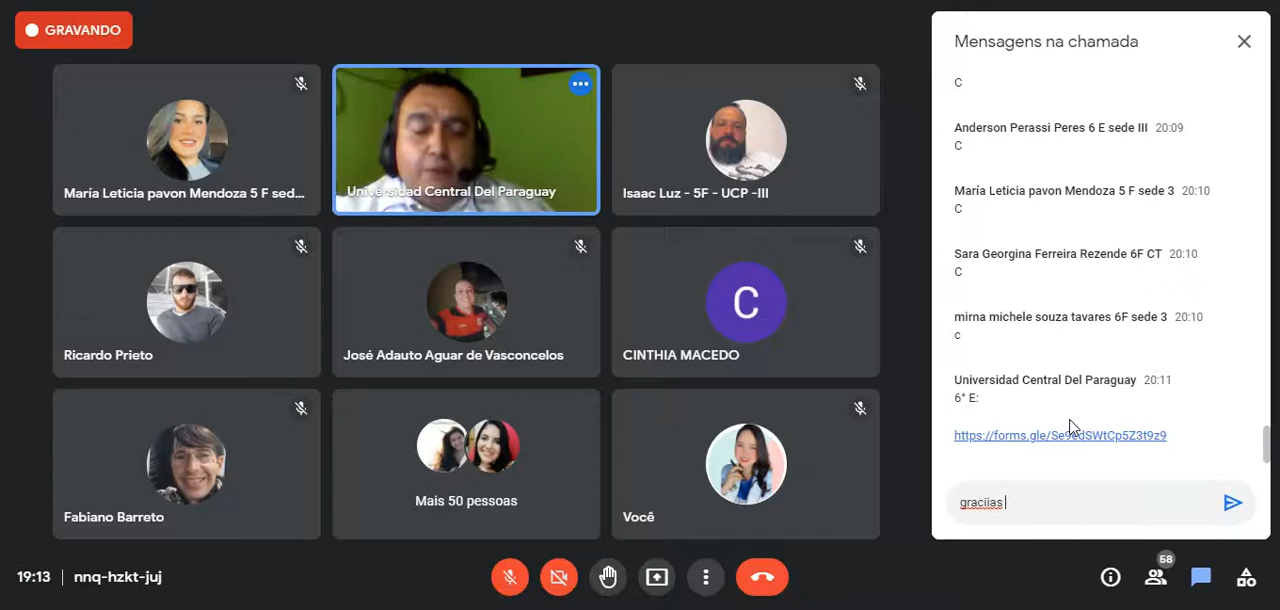 GRAVANDO
María Leticia pavon Mendoza 5 F sed...
Universidad Central Del Paraguay
Isaac Luz - 5F - UCP -III
Ricardo Prieto
José Adauto Aguar de Vasconcelos
C
CINTHIA MACEDO
Fabiano Barreto
Mais 50 pessoas
Você
Mensagens na chamada
C
Anderson Perassi Peres 6 E sede III 20:09
C
María Leticia pavon Mendoza 5 F sede 3 20:10
C
Sara Georgina Ferreira Rezende 6F CT 20:10
C
mirna michele souza tavares 6F sede 3 20:10
c
Universidad Central Del Paraguay 20:11
6° E:
https://forms.gle/Se9edSWtCp5Z3t9z9
graciias
19:13 | nnq-hzkt-juj
58